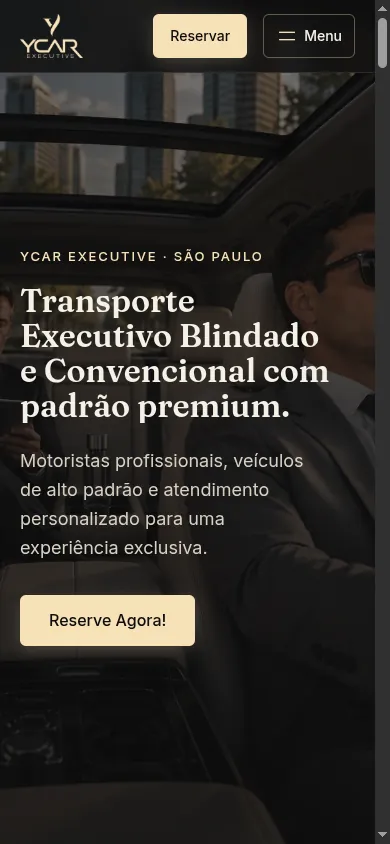 YCAR
EXECUTIVE
Reservar
Menu
YCAR EXECUTIVE · SÃO PAULO
Transporte
Executivo Blindado
e Convencional com
padrão premium.
Motoristas profissionais, veículos
de alto padrão e atendimento
personalizado para uma
experiência exclusiva.
Reserve Agora!